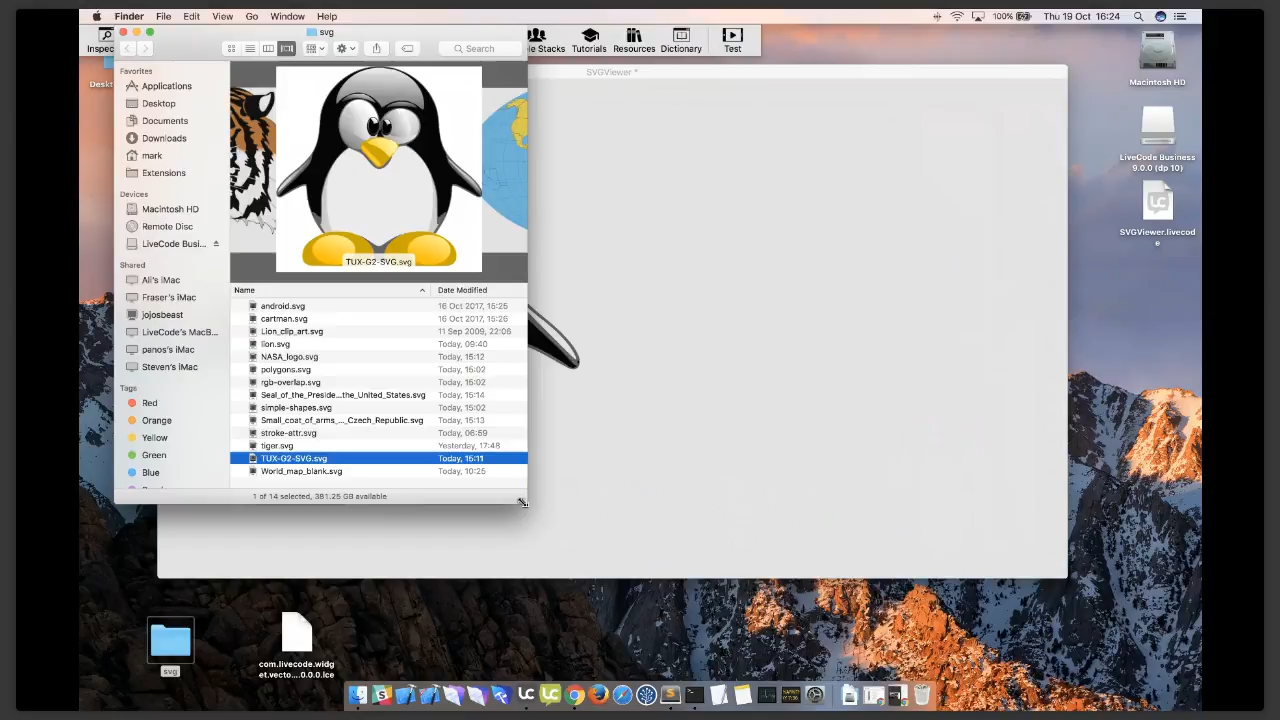 Finder File Edit View Go Window Help 100% Thu 19 Oct 16:24
svg
Search
Inspec
le Stacks Tutorials Resources Dictionary Test
SVGViewer *
Deskt
Favorites
Applications
Desktop
Documents
Downloads
mark
Extensions
Devices
Macintosh HD
Remote Disc
LiveCode Busi...
Shared
Ali's iMac
Fraser's iMac
jojosbeast
LiveCode's MacB...
panos's iMac
Steven's iMac
Tags
Red
Orange
Yellow
Green
Blue
TUX-G2-SVG.svg
Name Date Modified
android.svg 16 Oct 2017, 15:25
cartman.svg 16 Oct 2017, 15:26
Lion_clip_art.svg 11 Sep 2009, 22:06
lion.svg Today, 09:40
NASA_logo.svg Today, 15:12
polygons.svg Today, 15:02
rgb-overlap.svg Today, 15:02
Seal_of_the_Preside...the_United_States.svg Today, 15:14
simple-shapes.svg Today, 15:02
Small_coat_of_arms_..._Czech_Republic.svg Today, 15:13
stroke-attr.svg Today, 06:59
tiger.svg Yesterday, 17:48
TUX-G2-SVG.svg Today, 15:11
World_map_blank.svg Today, 10:25
1 of 14 selected, 381.25 GB available
Macintosh HD
LiveCode Business
9.0.0 (dp 10)
SVGViewer.livecod
e
svg
com.livecode.widg
et.vecto....0.0.0.lce